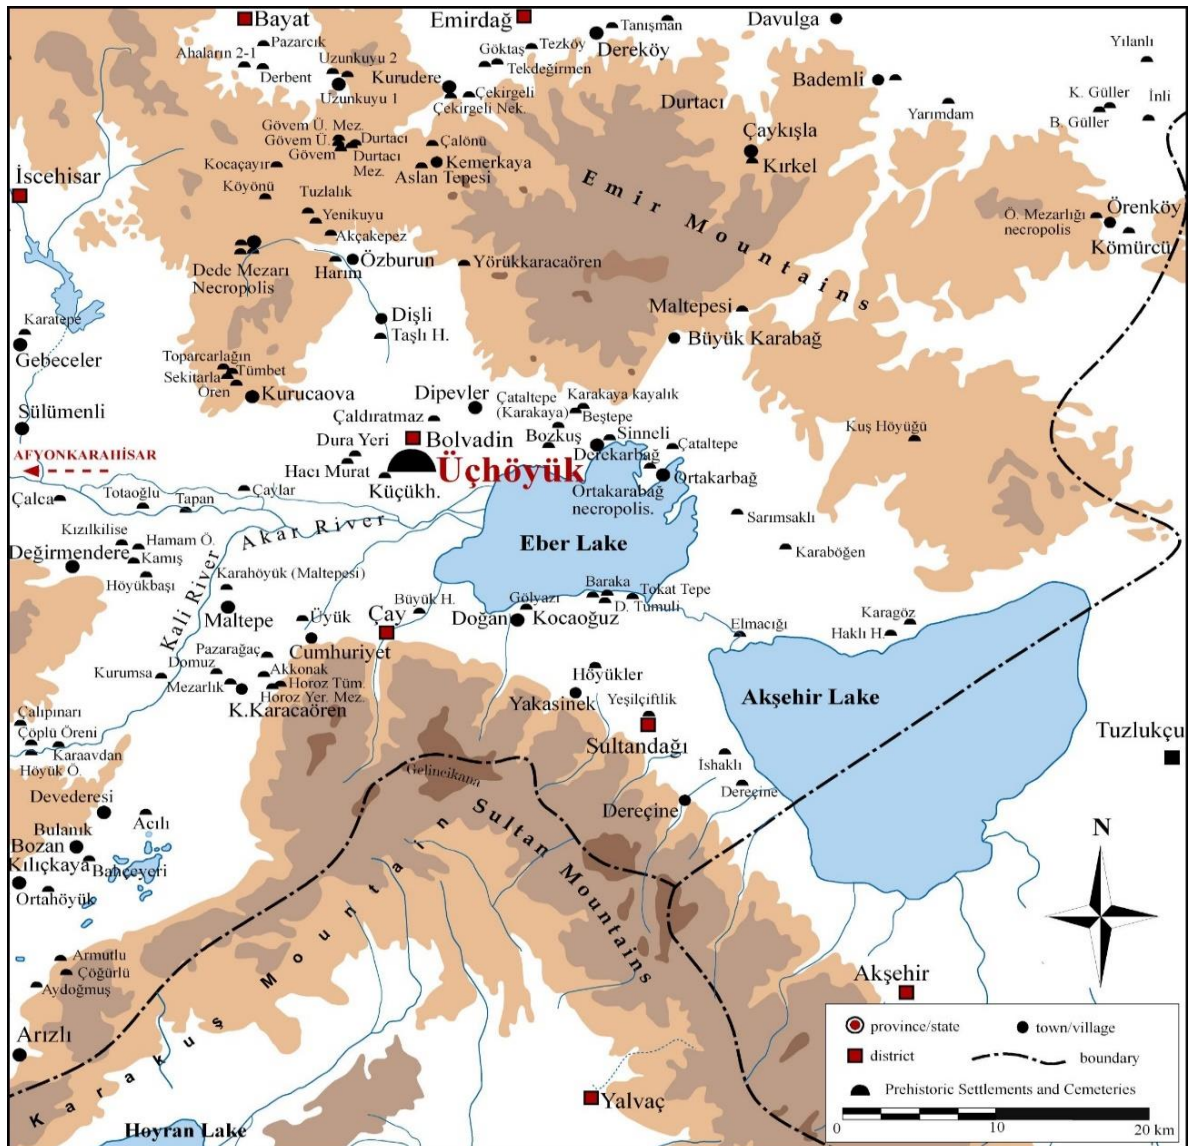 Bayat
Emirdağ
Davulga
Tanışman
Pazarcık
Dereköy
Tezköy
Göktaş
Ahaların 2-1
Uzunkuyu 2
Yılanlı
Tekdeğirmen
Derbent
Kurudere
Bademli
Uzunkuyu 1
Çekirgeli
K. Güller
İnli
Çekirgeli Nek.
Durtacı
Yarımdam
B. Güller
Gövem Ü. Mez.
Gövem Ü.
Durtacı
Çalönü
Çaykışla
Gövem
Durtacı
Mez.
Kocaçayır
Kemerkaya
Kırkel
Aslan Tepesi
İscehisar
Köyönü
Tuzlalık
Emir Mountains
Örenköy
Yenikuyu
Ö. Mezarlığı
necropolis
Akçakepez
Kömürcü
Dede Mezarı
Necropolis
Harım
Özburun
Yörükkaracaören
Maltepesi
Karatepe
Dişli
Taşlı H.
Büyük Karabağ
Gebeceler
Toparcarlağın
Tümbet
Sekitarla
Ören
Kurucaova
Dipevler
Çataltepe
(Karakaya)
Karakaya kayalık
Beştepe
Sülümenli
Çaldıratmaz
Kuş Höyüğü
Dura Yeri
Bolvadin
Bozkuş
Sinneli
Çataltepe
Derekarbağ
AFYONKARAHİSAR
Hacı Murat
Üçhöyük
Küçükh.
Ortakarbağ
Ortakarabağ
necropolis.
Çalca
Totaoğlu
Tapan
Çaylar
Sarımsaklı
Akar River
Kızılkilise
Hamam Ö.
Eber Lake
Karaböğen
Değirmendere
Kamış
Höyükbaşı
Kali River
Karahöyük (Maltepesi)
Baraka
Tokat Tepe
Büyük H.
Gölyazı
D. Tümuli
Maltepe
Üyük
Çay
Doğan
Kocaoğuz
Elmacığı
Karagöz
Haklı H.
Cumhuriyet
Pazarağaç
Domuz
Kurumsa
Akkonak
Höyükler
Mezarlık
Horoz Tüm.
Horoz Yer. Mez.
K.Karacaören
Yakasinek
Yeşilçiftlik
Akşehir Lake
Çalıpınarı
Çöplü Öreni
Karaavdan
Höyük Ö.
Sultandağı
Tuzlukçu
İshaklı
Gelincikana
Dereçine
Devederesi
Dereçine
Sultan Mountains
Acılı
Bulanık
Bozan
Kılıçkaya
Bahçeyeri
Ortahöyük
N
Armutlu
Çöğürlü
Aydoğmuş
Karakuş Mountain
Akşehir
Arızlı
Yalvaç
Hoyran Lake
province/state
town/village
district
boundary
Prehistoric Settlements and Cemeteries
0 10 20 km